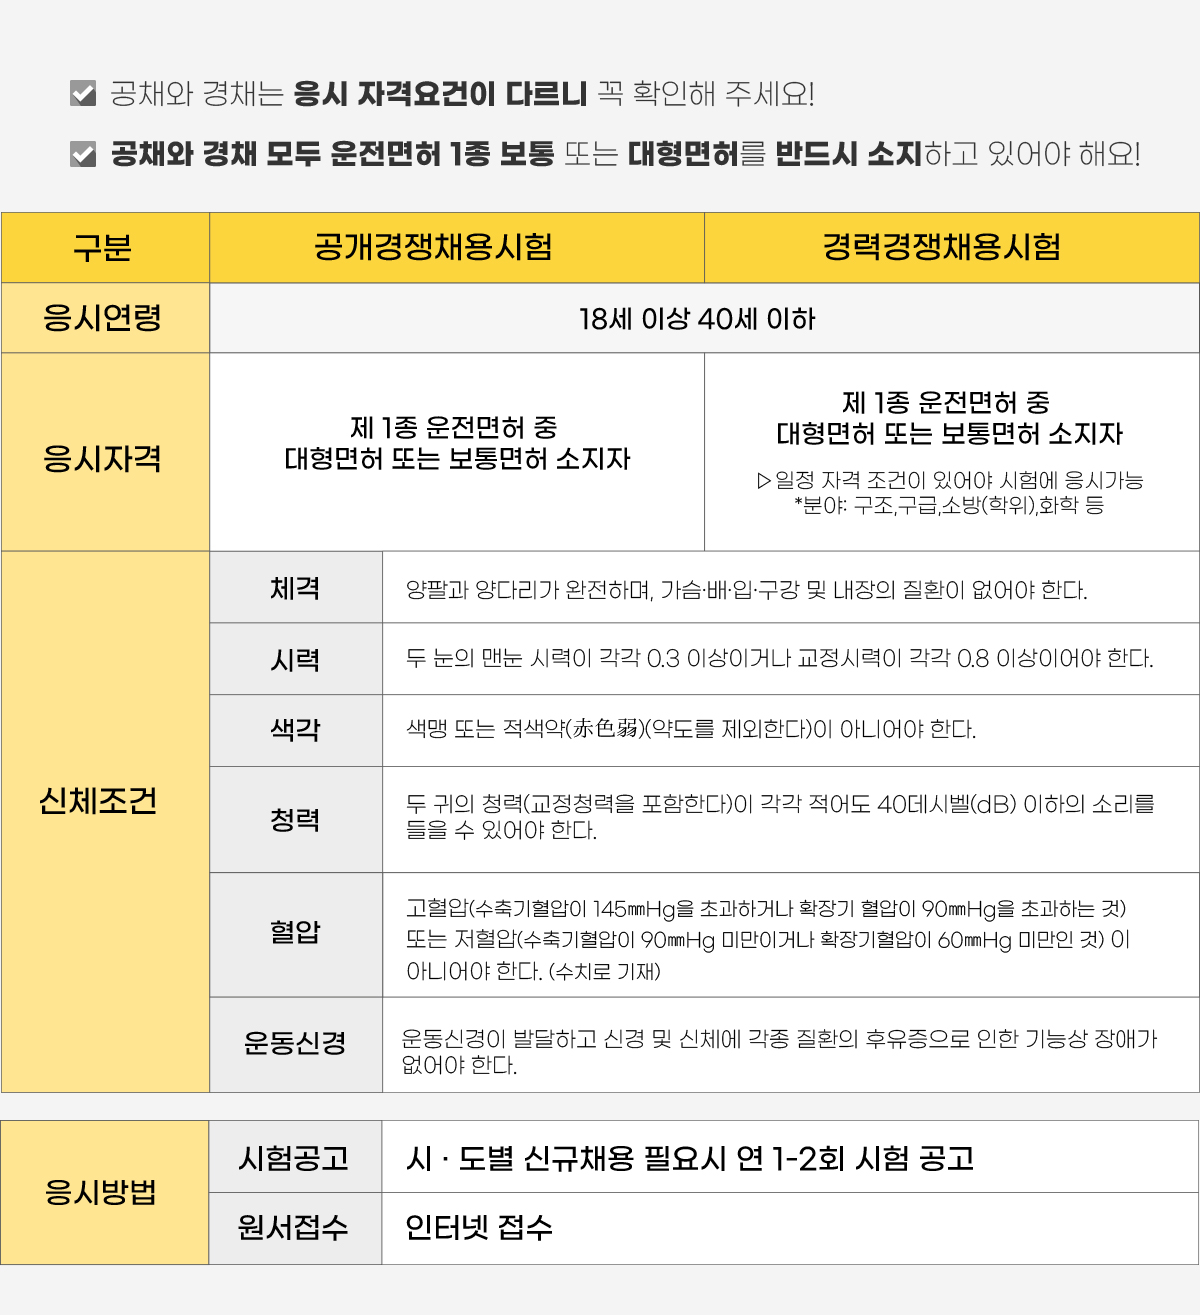 공채와 경채는 응시 자격요건이 다르니 꼭 확인해 주세요!
공채와 경채 모두 운전면허 1종 보통 또는 대형면허를 반드시 소지하고 있어야 해요!
구분 공개경쟁채용시험 경력경쟁채용시험
응시연령 18세 이상 40세 이하
응시자격
제 1종 운전면허 중
대형면허 또는 보통면허 소지자
제 1종 운전면허 중
대형면허 또는 보통면허 소지자
▷일정 자격 조건이 있어야 시험에 응시가능
*분야: 구조,구급,소방(학위),화학 등
신체조건
체격 양팔과 양다리가 완전하며, 가슴·배·입·구강 및 내장의 질환이 없어야 한다.
시력 두 눈의 맨눈 시력이 각각 0.3 이상이거나 교정시력이 각각 0.8 이상이어야 한다.
색각 색맹 또는 적색약(赤色弱)(약도를 제외한다)이 아니어야 한다.
청력 두 귀의 청력(교정청력을 포함한다)이 각각 적어도 40데시벨(dB) 이하의 소리를
들을 수 있어야 한다.
혈압 고혈압(수축기혈압이 145㎜Hg을 초과하거나 확장기 혈압이 90㎜Hg을 초과하는 것)
또는 저혈압(수축기혈압이 90㎜Hg 미만이거나 확장기혈압이 60㎜Hg 미만인 것) 이
아니어야 한다. (수치로 기재)
운동신경 운동신경이 발달하고 신경 및 신체에 각종 질환의 후유증으로 인한 기능상 장애가
없어야 한다.
응시방법
시험공고 시 · 도별 신규채용 필요시 연 1-2회 시험 공고
원서접수 인터넷 접수